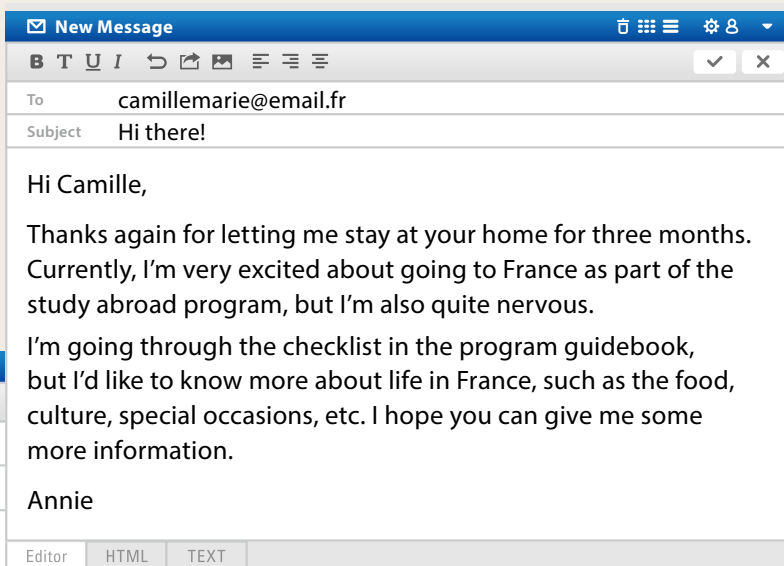 New Message
B T U I
To camillemarie@email.fr
Subject Hi there!
Hi Camille,
Thanks again for letting me stay at your home for three months.
Currently, I'm very excited about going to France as part of the
study abroad program, but I'm also quite nervous.
I'm going through the checklist in the program guidebook,
but I'd like to know more about life in France, such as the food,
culture, special occasions, etc. I hope you can give me some
more information.
Annie
Editor HTML TEXT